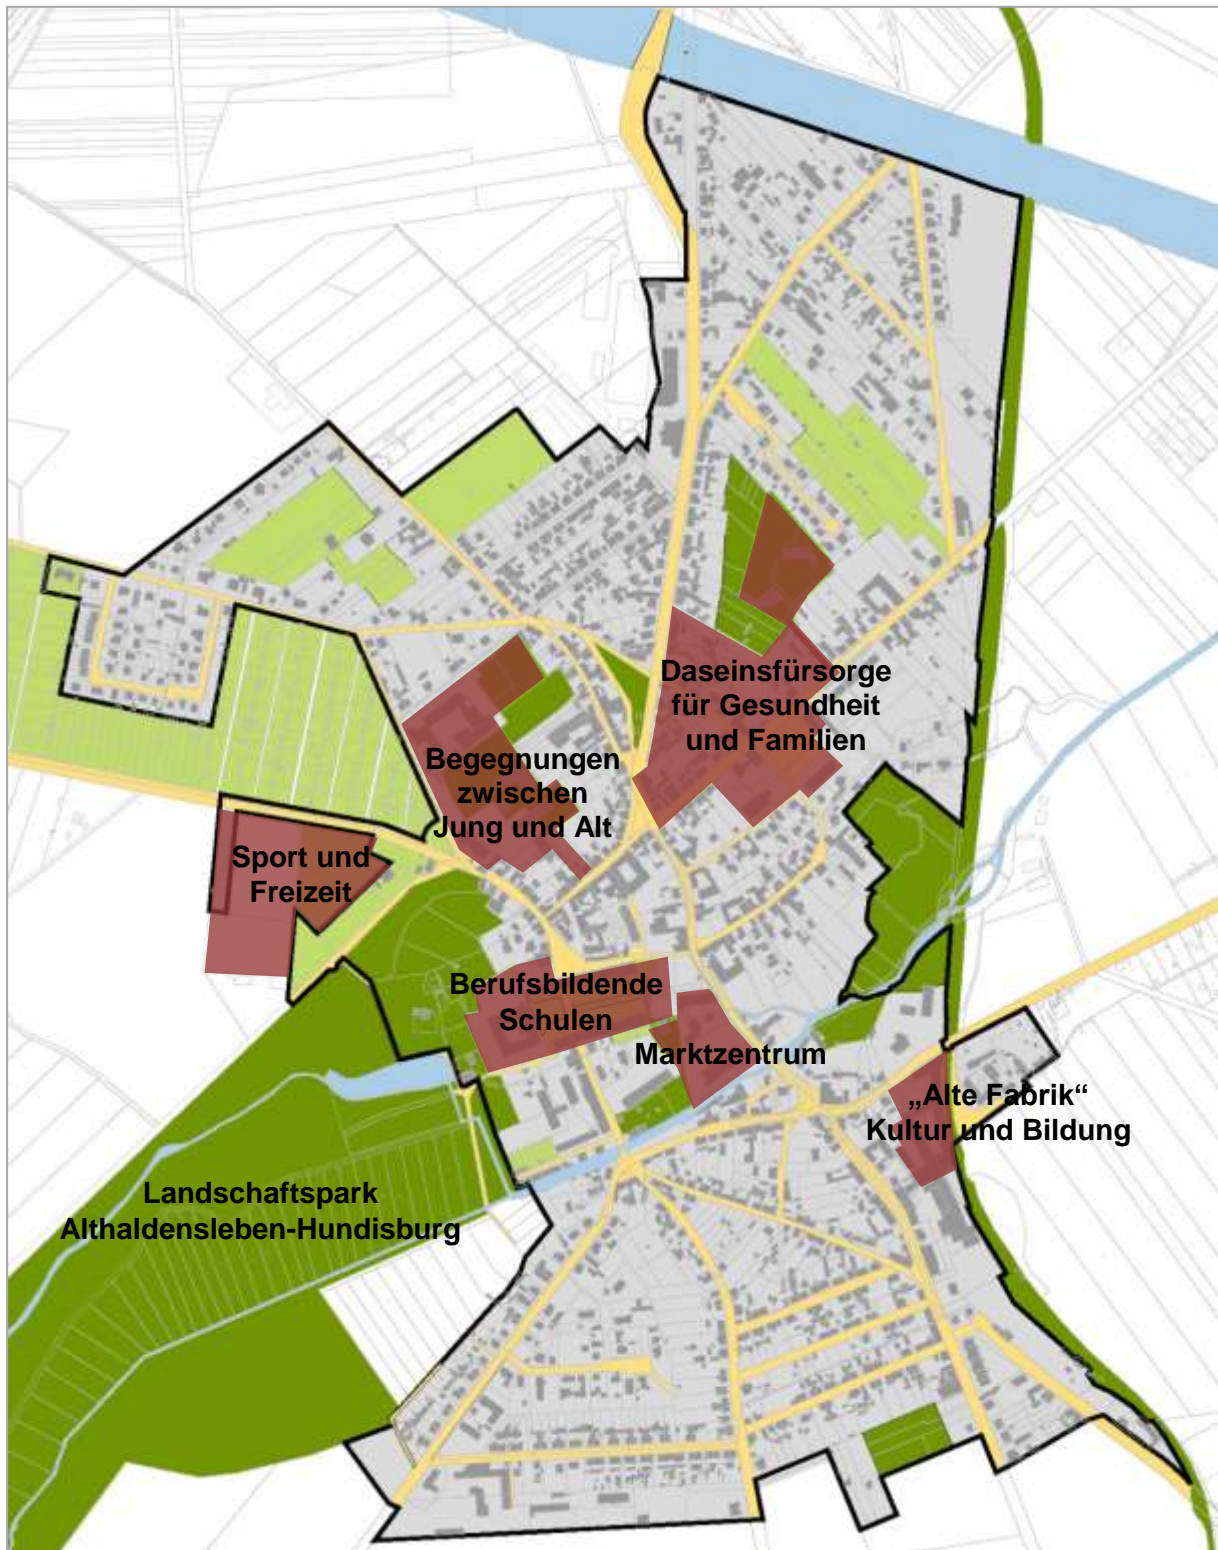 Daseinsfürsorge
für Gesundheit
und Familien
Begegnungen
zwischen
Jung und Alt
Sport und
Freizeit
Berufsbildende
Schulen
Marktzentrum
„Alte Fabrik“
Kultur und Bildung
Landschaftspark
Althaldensleben-Hundisburg